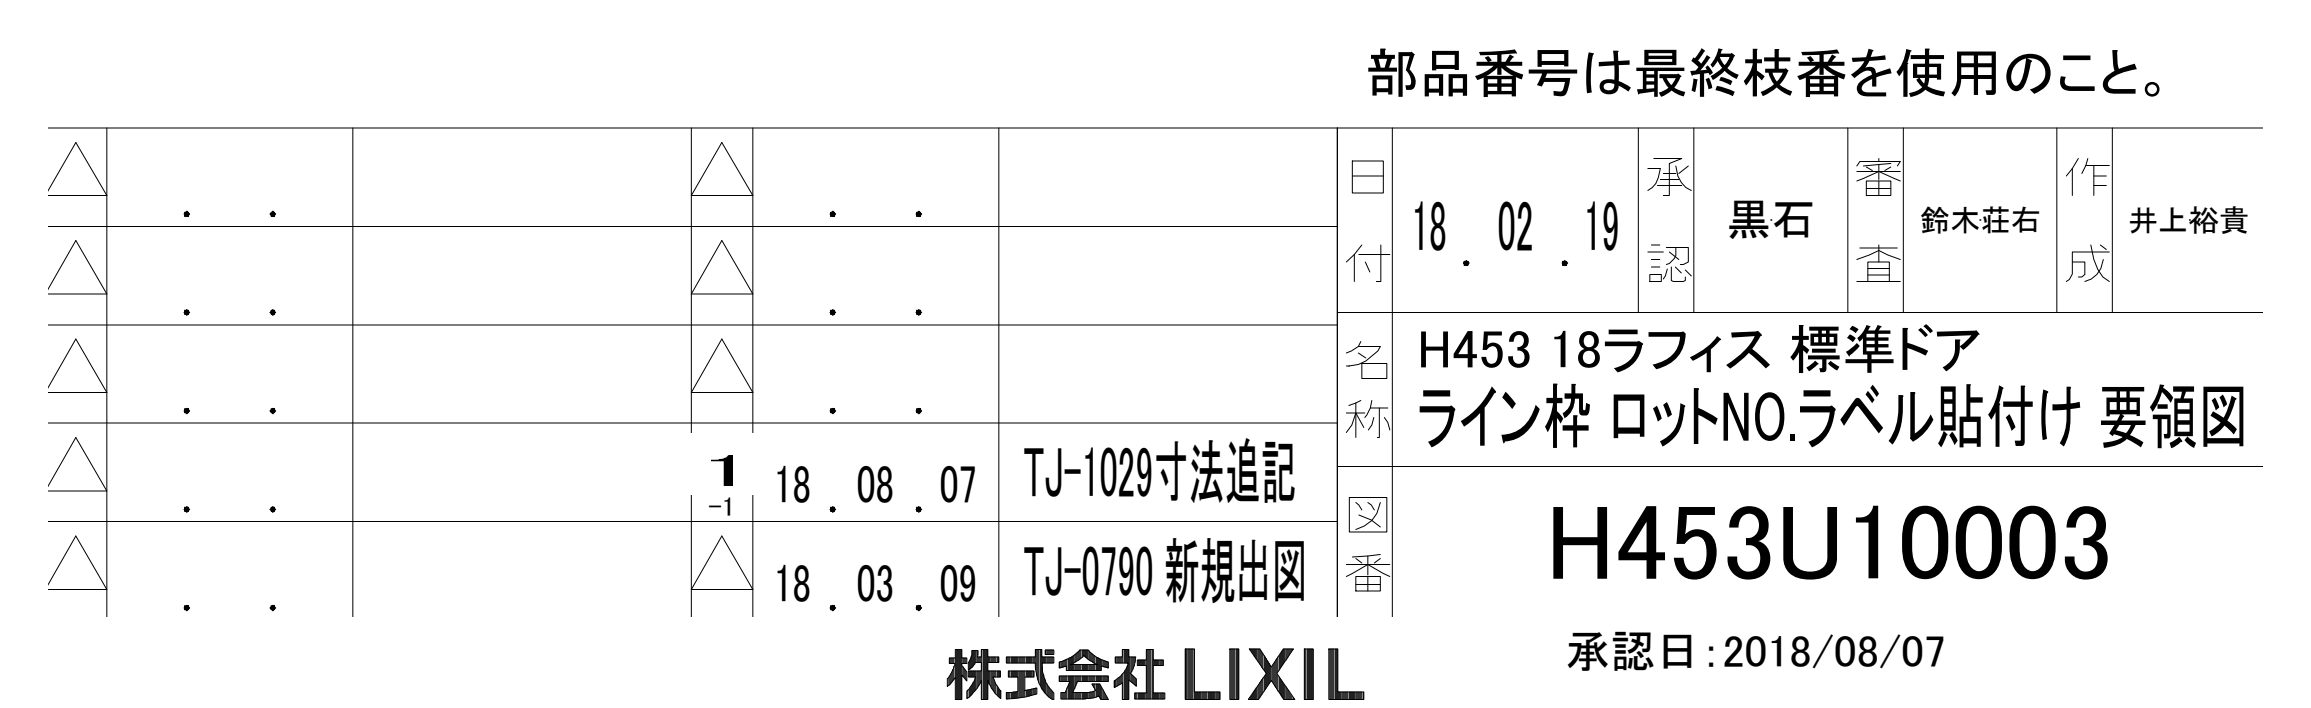 部品番号は最終枝番を使用のこと。
日付 18 . 02 . 19 承認 黒石 審査 鈴木荘右 作成 井上裕貴
名称 H453 18ラフィス 標準ドア
ライン枠 ロットNO.ラベル貼付け 要領図
1 -1 18 . 08 . 07 TJ-1029寸法追記
図番 H453U10003
18 . 03 . 09 TJ-0790 新規出図
株式会社 LIXIL
承認日:2018/08/07